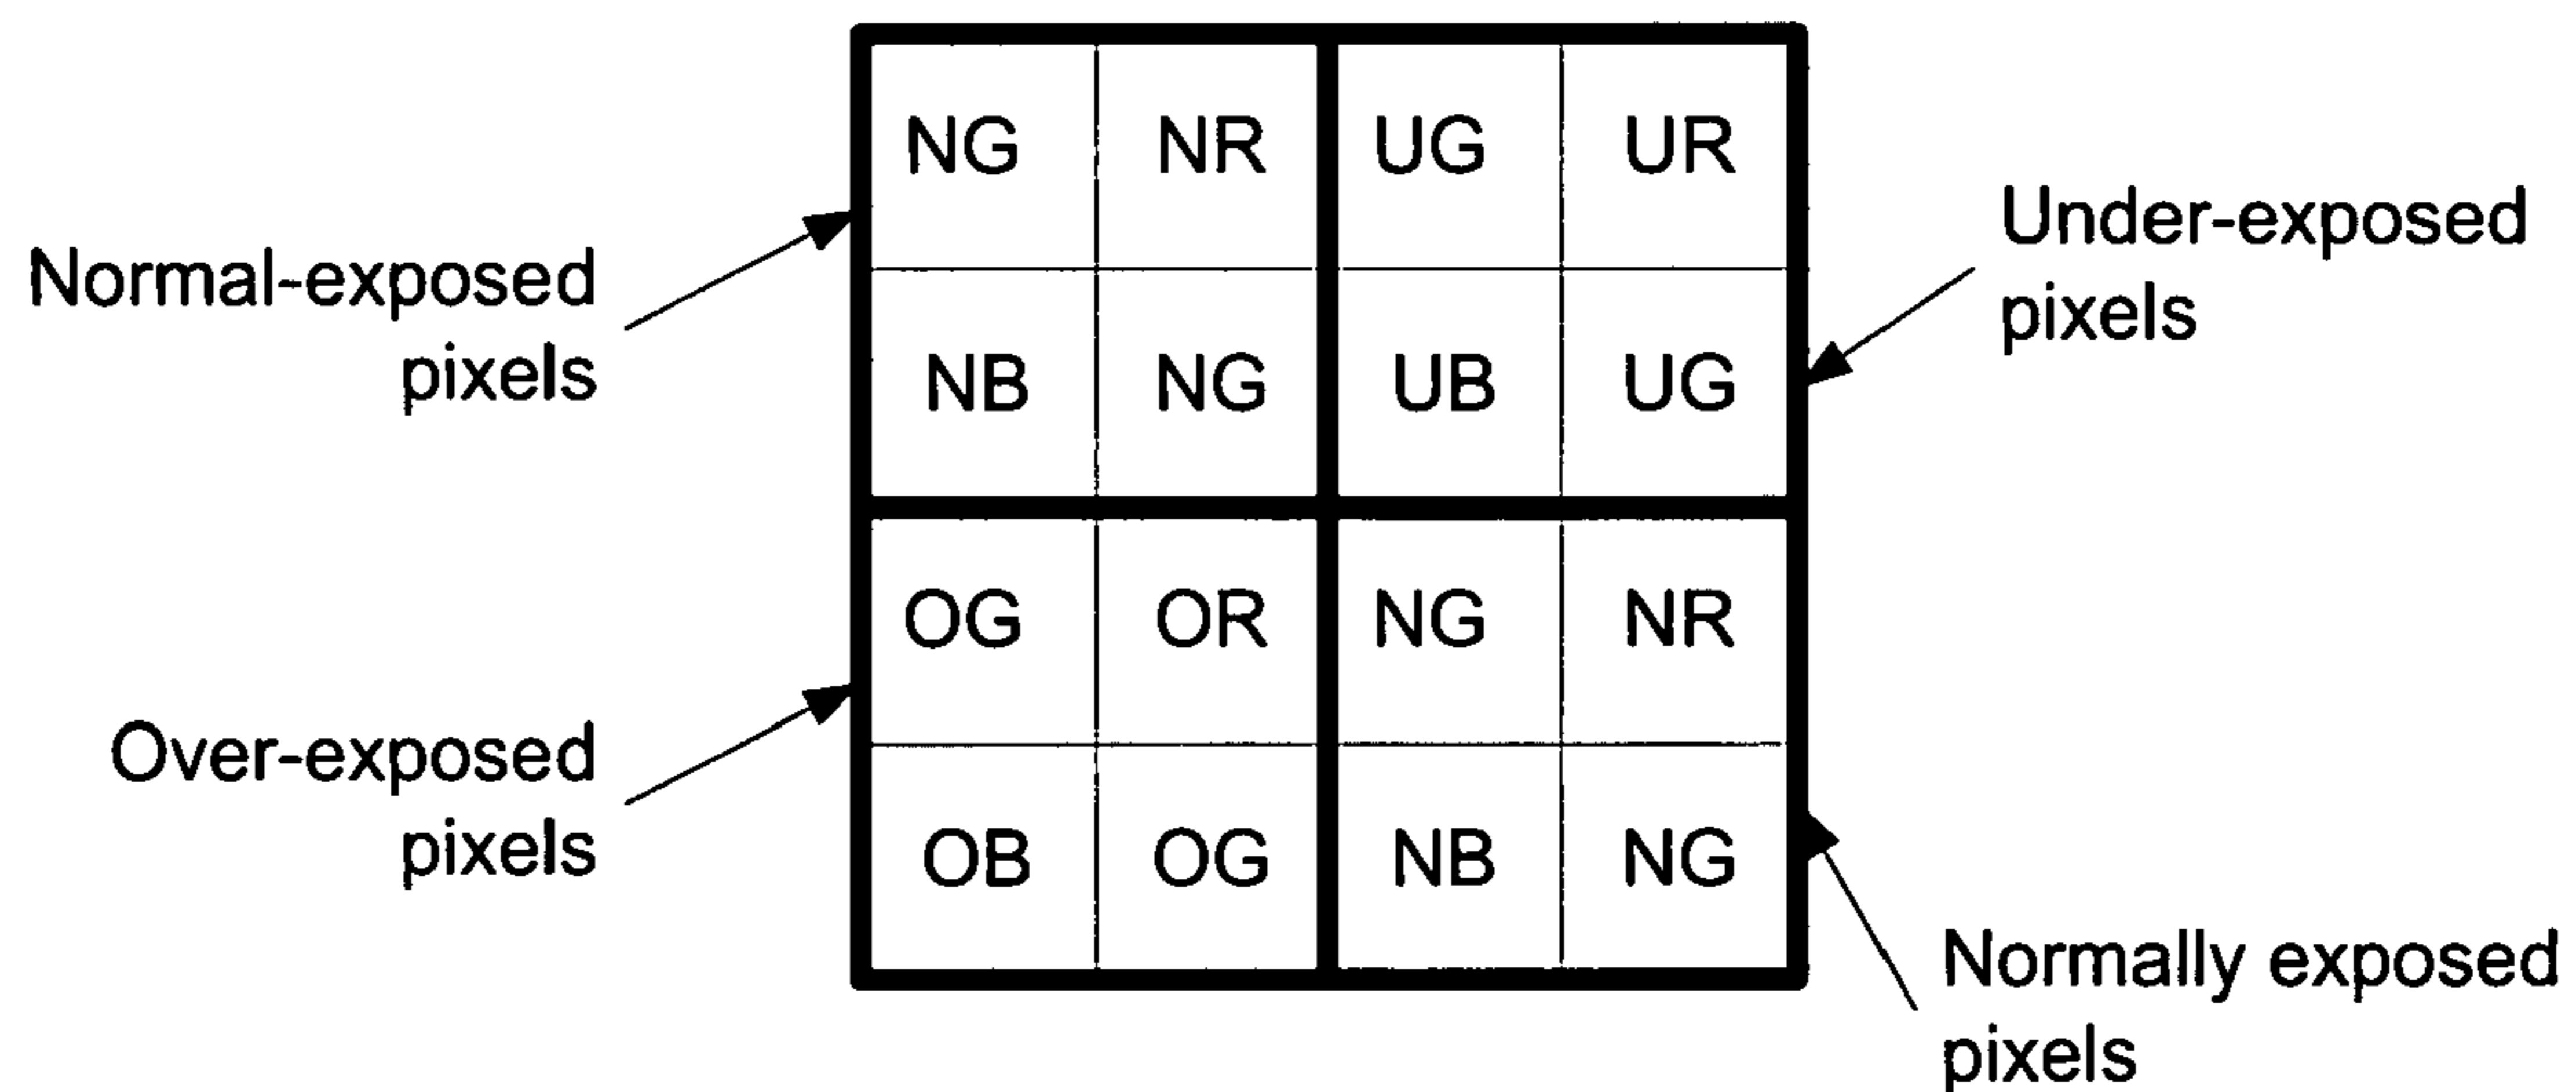 NG NR UG UR
Normal-exposed
pixels
Under-exposed
pixels
NB NG UB UG
OG OR NG NR
Over-exposed
pixels
OB OG NB NG
Normally exposed
pixels